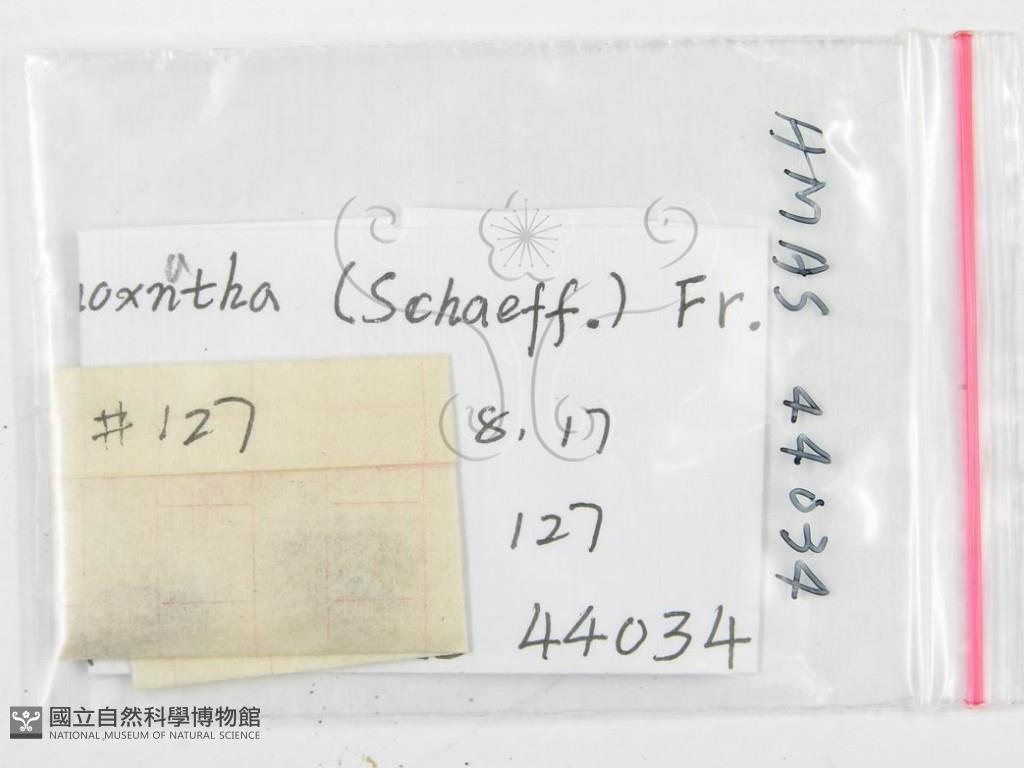 oxantha (Schaeff.) Fr.
# 127
8. 17
127
44034
HMAS 44034
國立自然科學博物館
NATIONAL MUSEUM OF NATURAL SCIENCE